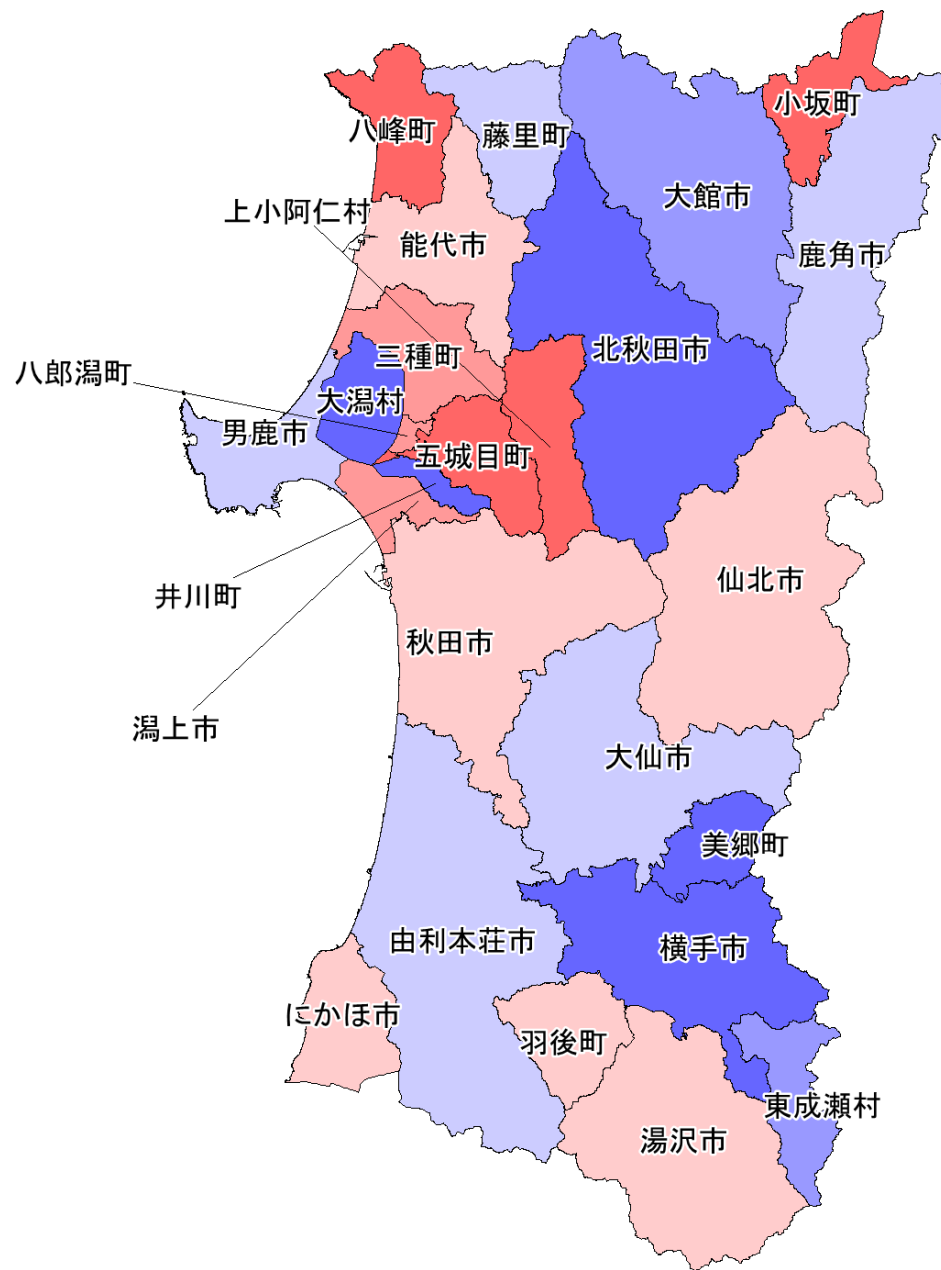 小坂町
八峰町
藤里町
大館市
上小阿仁村
能代市
鹿角市
北秋田市
三種町
八郎潟町
大潟村
男鹿市
五城目町
仙北市
井川町
秋田市
潟上市
大仙市
美郷町
由利本荘市
横手市
にかほ市
羽後町
東成瀬村
湯沢市